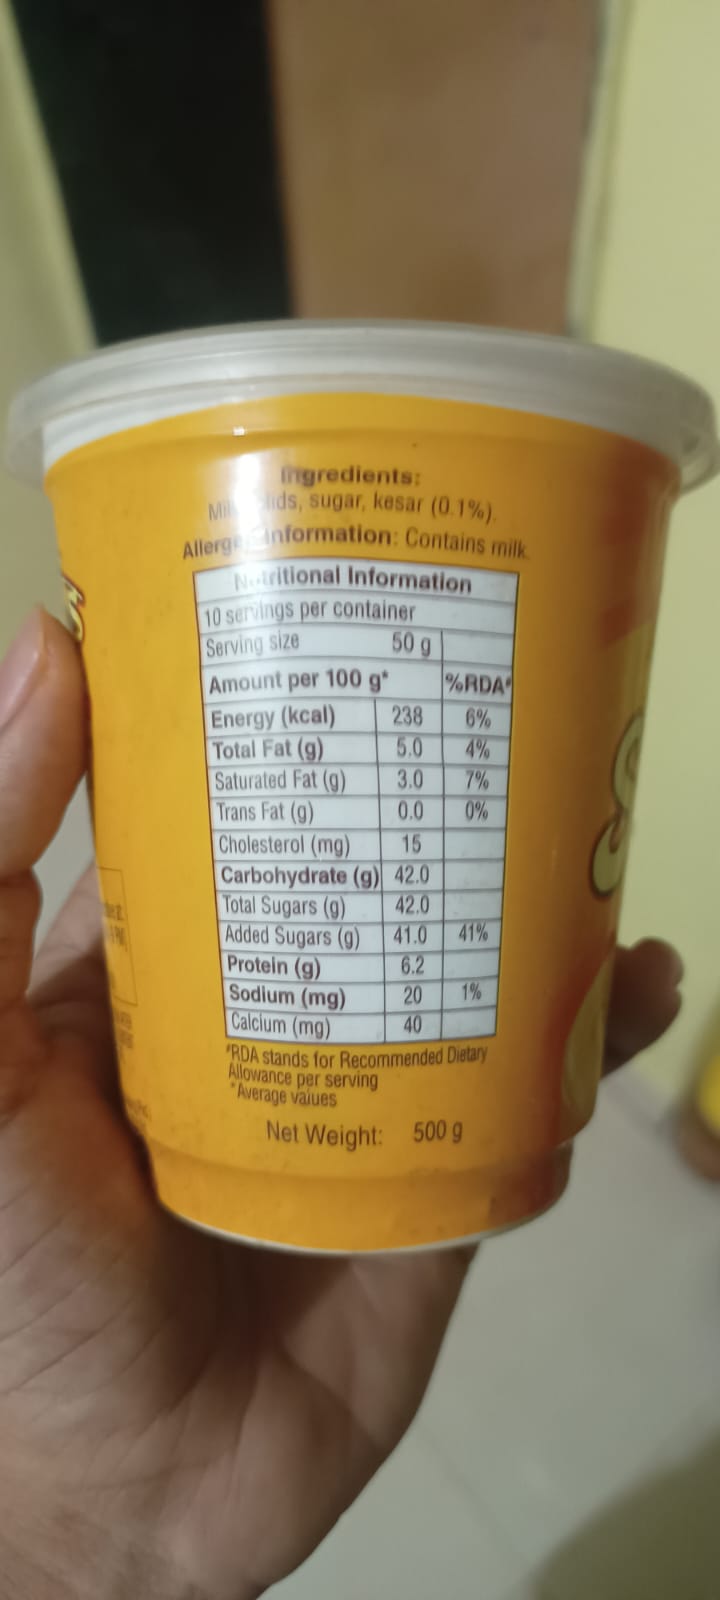 Ingredients:
Milk solids, sugar, kesar (0.1%).
Allergen Information: Contains milk.
Nutritional Information
10 servings per container
Serving size 50 g
Amount per 100 g* %RDA#
Energy (kcal) 238 6%
Total Fat (g) 5.0 4%
Saturated Fat (g) 3.0 7%
Trans Fat (g) 0.0 0%
Cholesterol (mg) 15
Carbohydrate (g) 42.0
Total Sugars (g) 42.0
Added Sugars (g) 41.0 41%
Protein (g) 6.2
Sodium (mg) 20 1%
Calcium (mg) 40
#RDA stands for Recommended Dietary
Allowance per serving
*Average values
Net Weight: 500 g